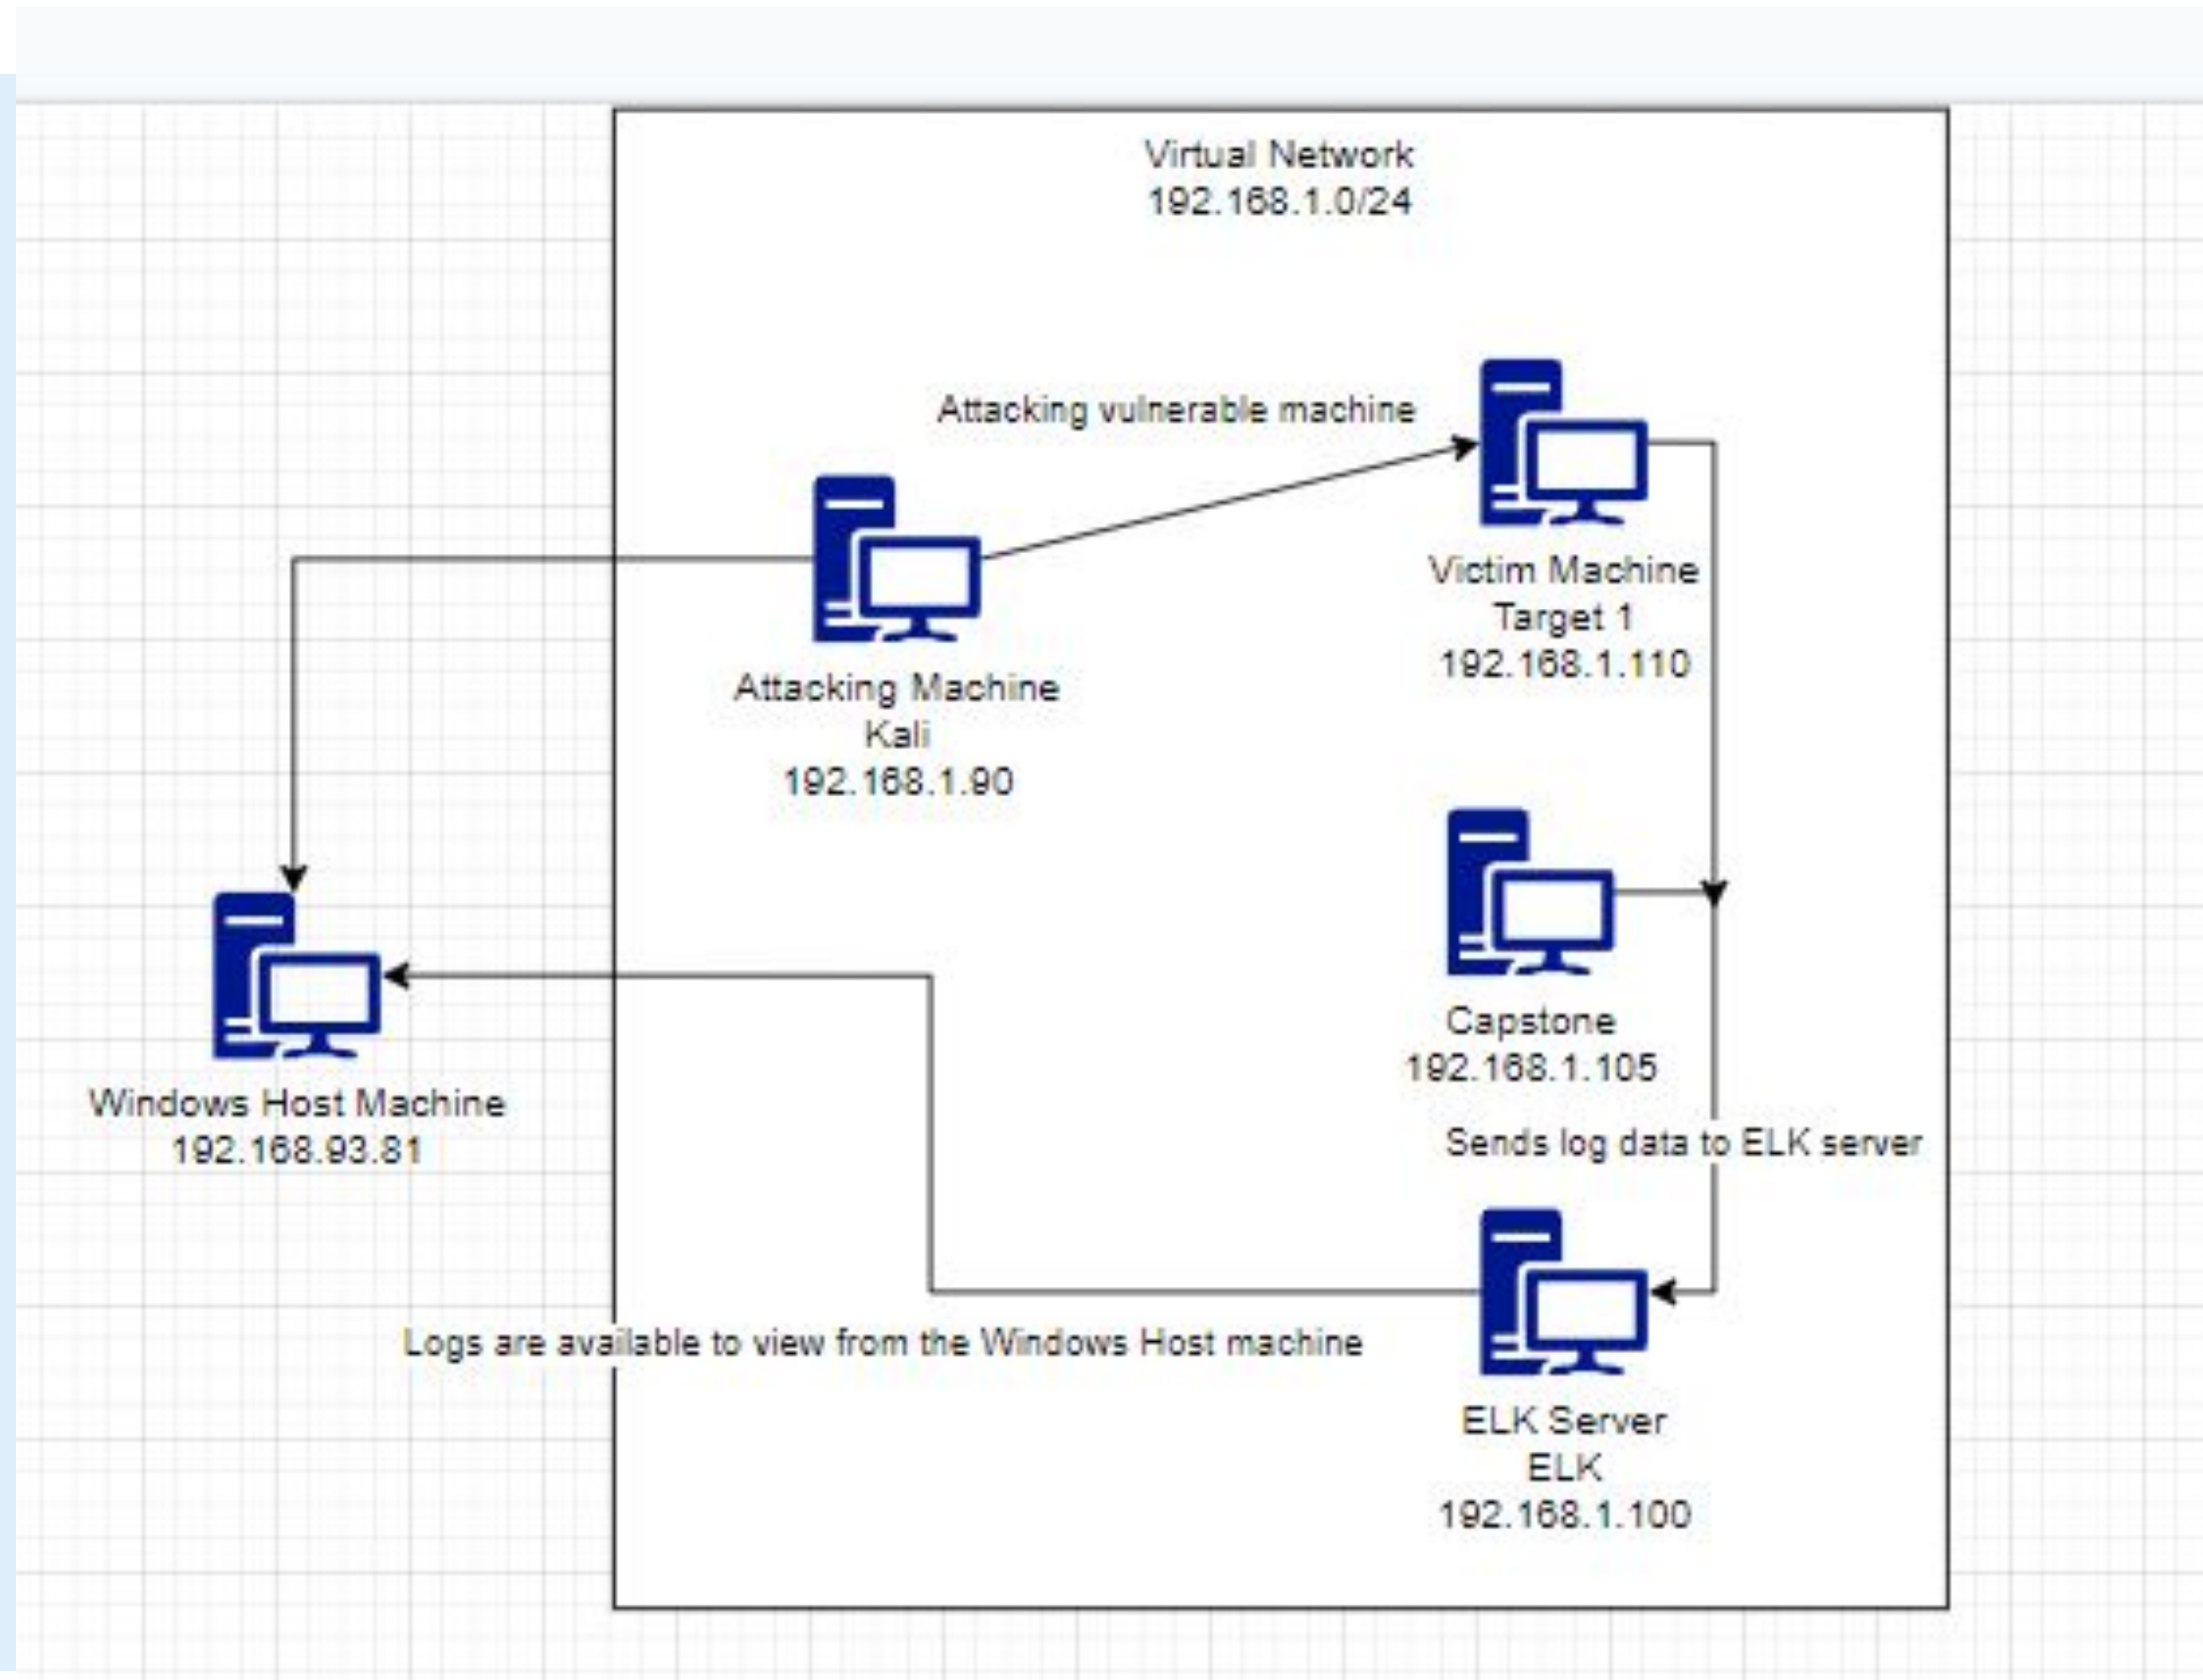 Virtual Network
192.168.1.0/24
Attacking vulnerable machine
Victim Machine
Target 1
192.168.1.110
Attacking Machine
Kali
192.168.1.90
Capstone
192.168.1.105
Windows Host Machine
192.168.93.81
Sends log data to ELK server
Logs are available to view from the Windows Host machine
ELK Server
ELK
192.168.1.100